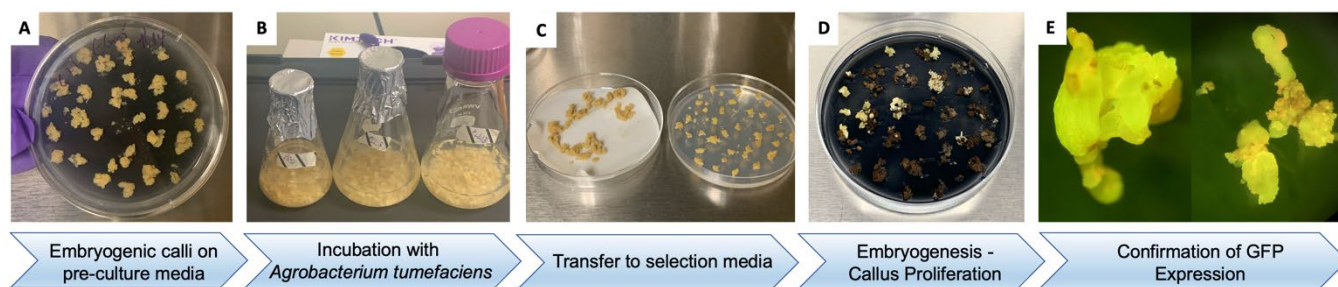 A
B
C
D
E
Embryogenic calli on
pre-culture media
Incubation with
Agrobacterium tumefaciens
Transfer to selection media
Embryogenesis -
Callus Proliferation
Confirmation of GFP
Expression